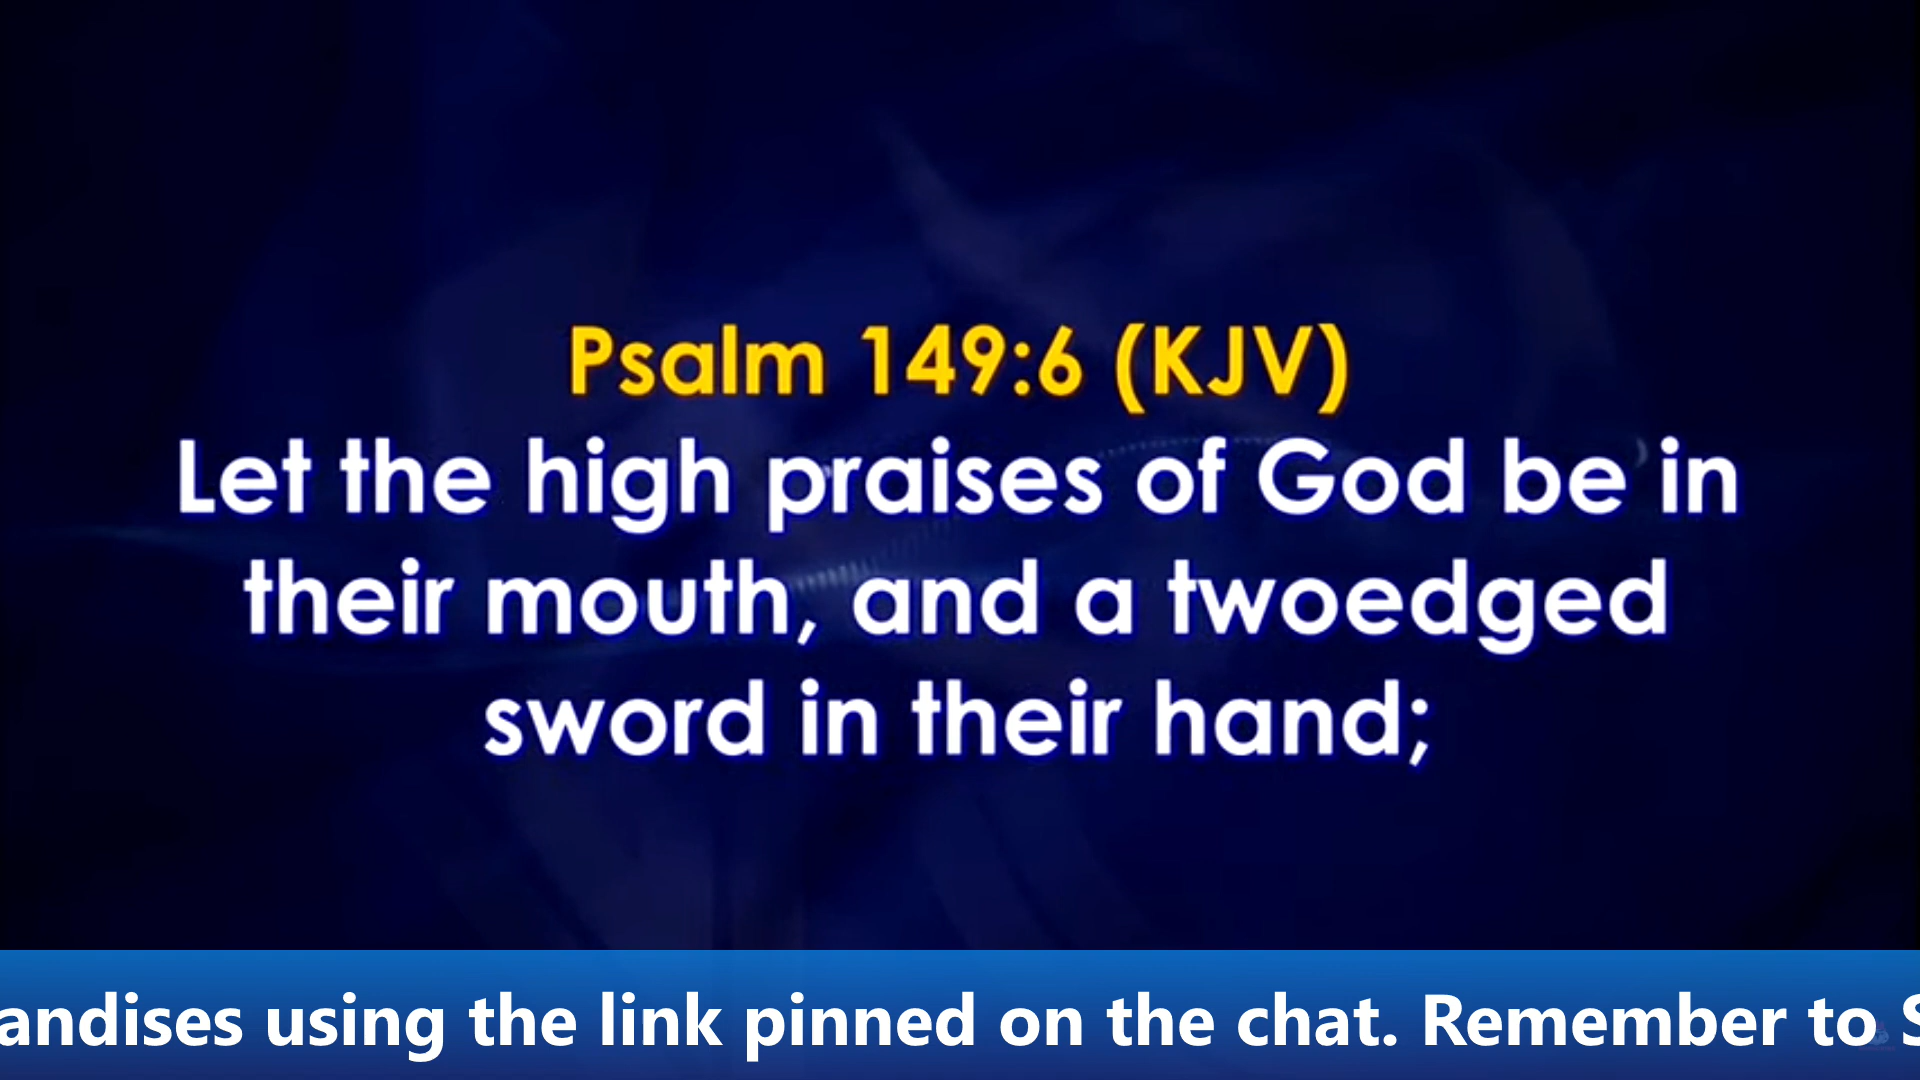 Psalm 149:6 (KJV)
Let the high praises of God be in
their mouth, and a twoedged
sword in their hand;
andises using the link pinned on the chat. Remember to S